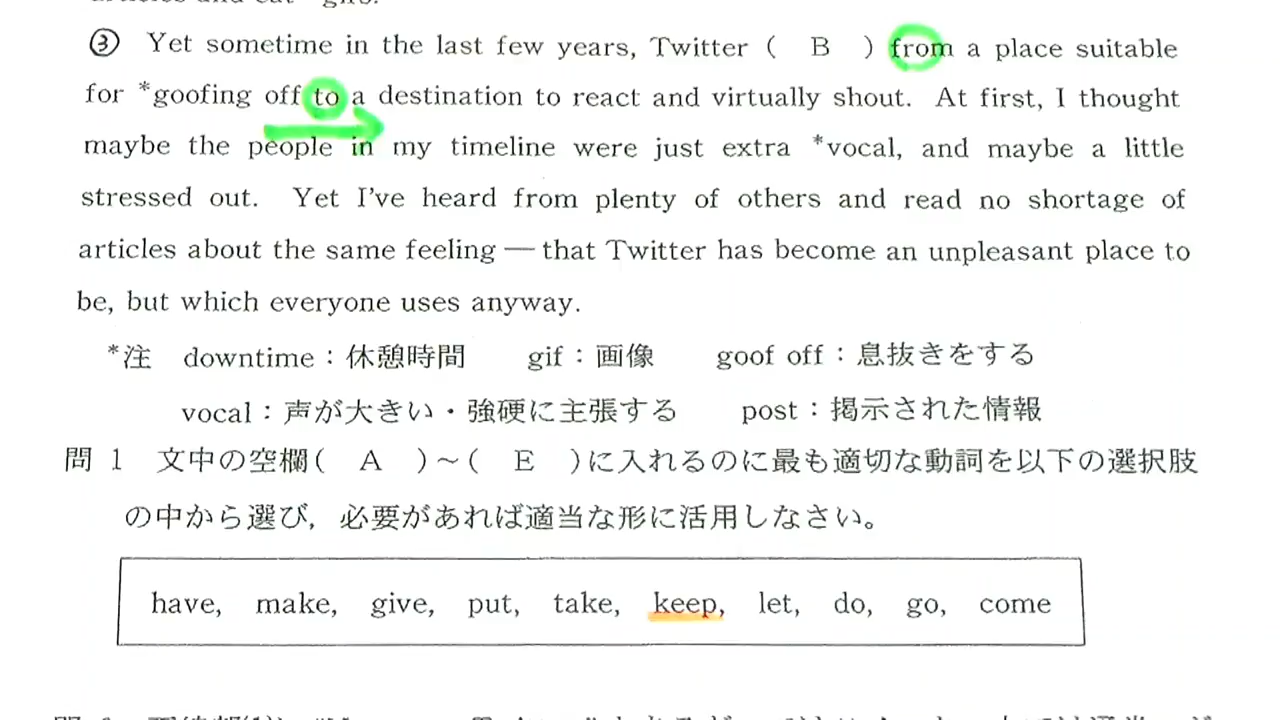 articles and cat *gifs.
③ Yet sometime in the last few years, Twitter ( B ) from a place suitable
for *goofing off to a destination to react and virtually shout. At first, I thought
maybe the people in my timeline were just extra *vocal, and maybe a little
stressed out. Yet I've heard from plenty of others and read no shortage of
articles about the same feeling — that Twitter has become an unpleasant place to
be, but which everyone uses anyway.
*注 downtime：休憩時間 gif：画像 goof off：息抜きをする
vocal：声が大きい・強硬に主張する post：掲示された情報
問 1 文中の空欄( A )～( E )に入れるのに最も適切な動詞を以下の選択肢
の中から選び，必要があれば適当な形に活用しなさい。
have, make, give, put, take, keep, let, do, go, come